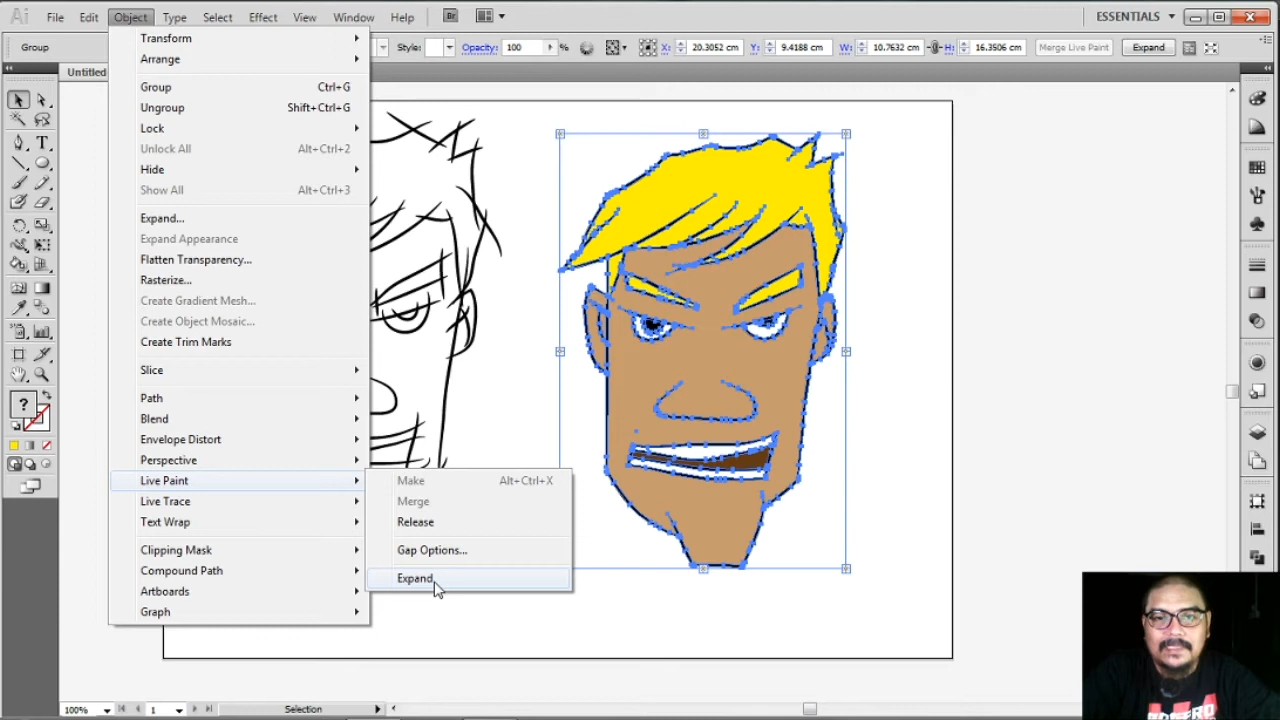 Ai File Edit Object Type Select Effect View Window Help Br ESSENTIALS
Group Style: Opacity: 100 % X: 20.3052 cm Y: 9.4188 cm W: 10.7632 cm H: 16.3506 cm Merge Live Paint Expand
Untitled
Transform
Arrange
Group Ctrl+G
Ungroup Shift+Ctrl+G
Lock
Unlock All Alt+Ctrl+2
Hide
Show All Alt+Ctrl+3
Expand...
Expand Appearance
Flatten Transparency...
Rasterize...
Create Gradient Mesh...
Create Object Mosaic...
Create Trim Marks
Slice
Path
Blend
Envelope Distort
Perspective
Live Paint
Live Trace
Text Wrap
Clipping Mask
Compound Path
Artboards
Graph
Make Alt+Ctrl+X
Merge
Release
Gap Options...
Expand
?
100% 1 Selection